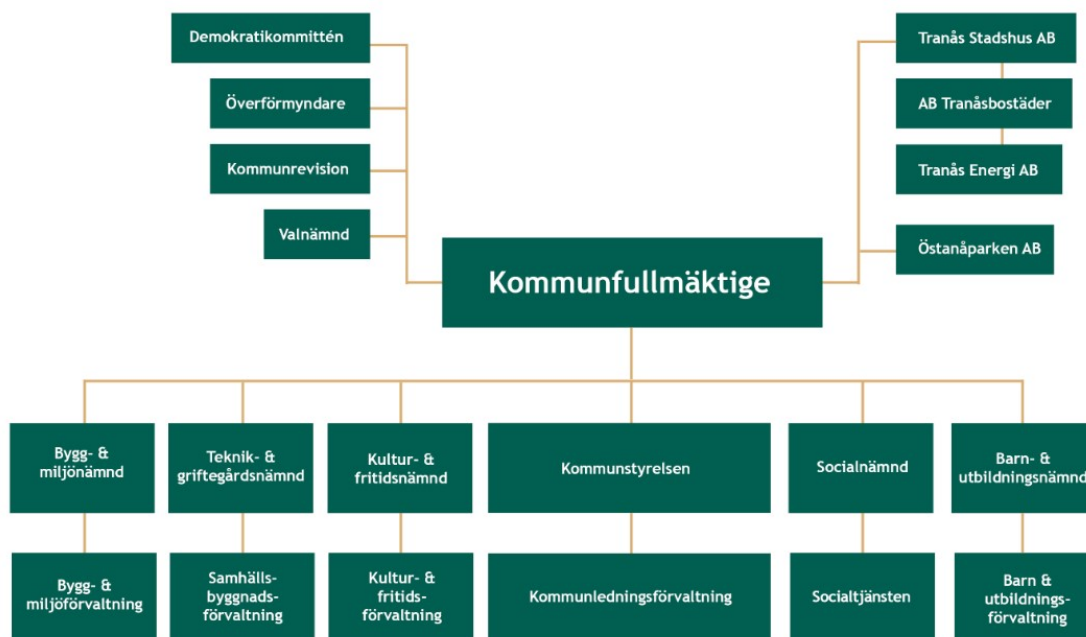 Demokratikommittén
Överförmyndare
Kommunrevision
Valnämnd
Tranås Stadshus AB
AB Tranåsbostäder
Tranås Energi AB
Östanåparken AB
Kommunfullmäktige
Bygg- &
miljönämnd
Teknik- &
griftegårdsnämnd
Kultur- &
fritidsnämnd
Kommunstyrelsen
Socialnämnd
Barn- &
utbildningsnämnd
Bygg- &
miljöförvaltning
Samhälls-
byggnads-
förvaltning
Kultur- &
fritids-
förvaltning
Kommunledningsförvaltning
Socialtjänsten
Barn &
utbildnings-
förvaltning